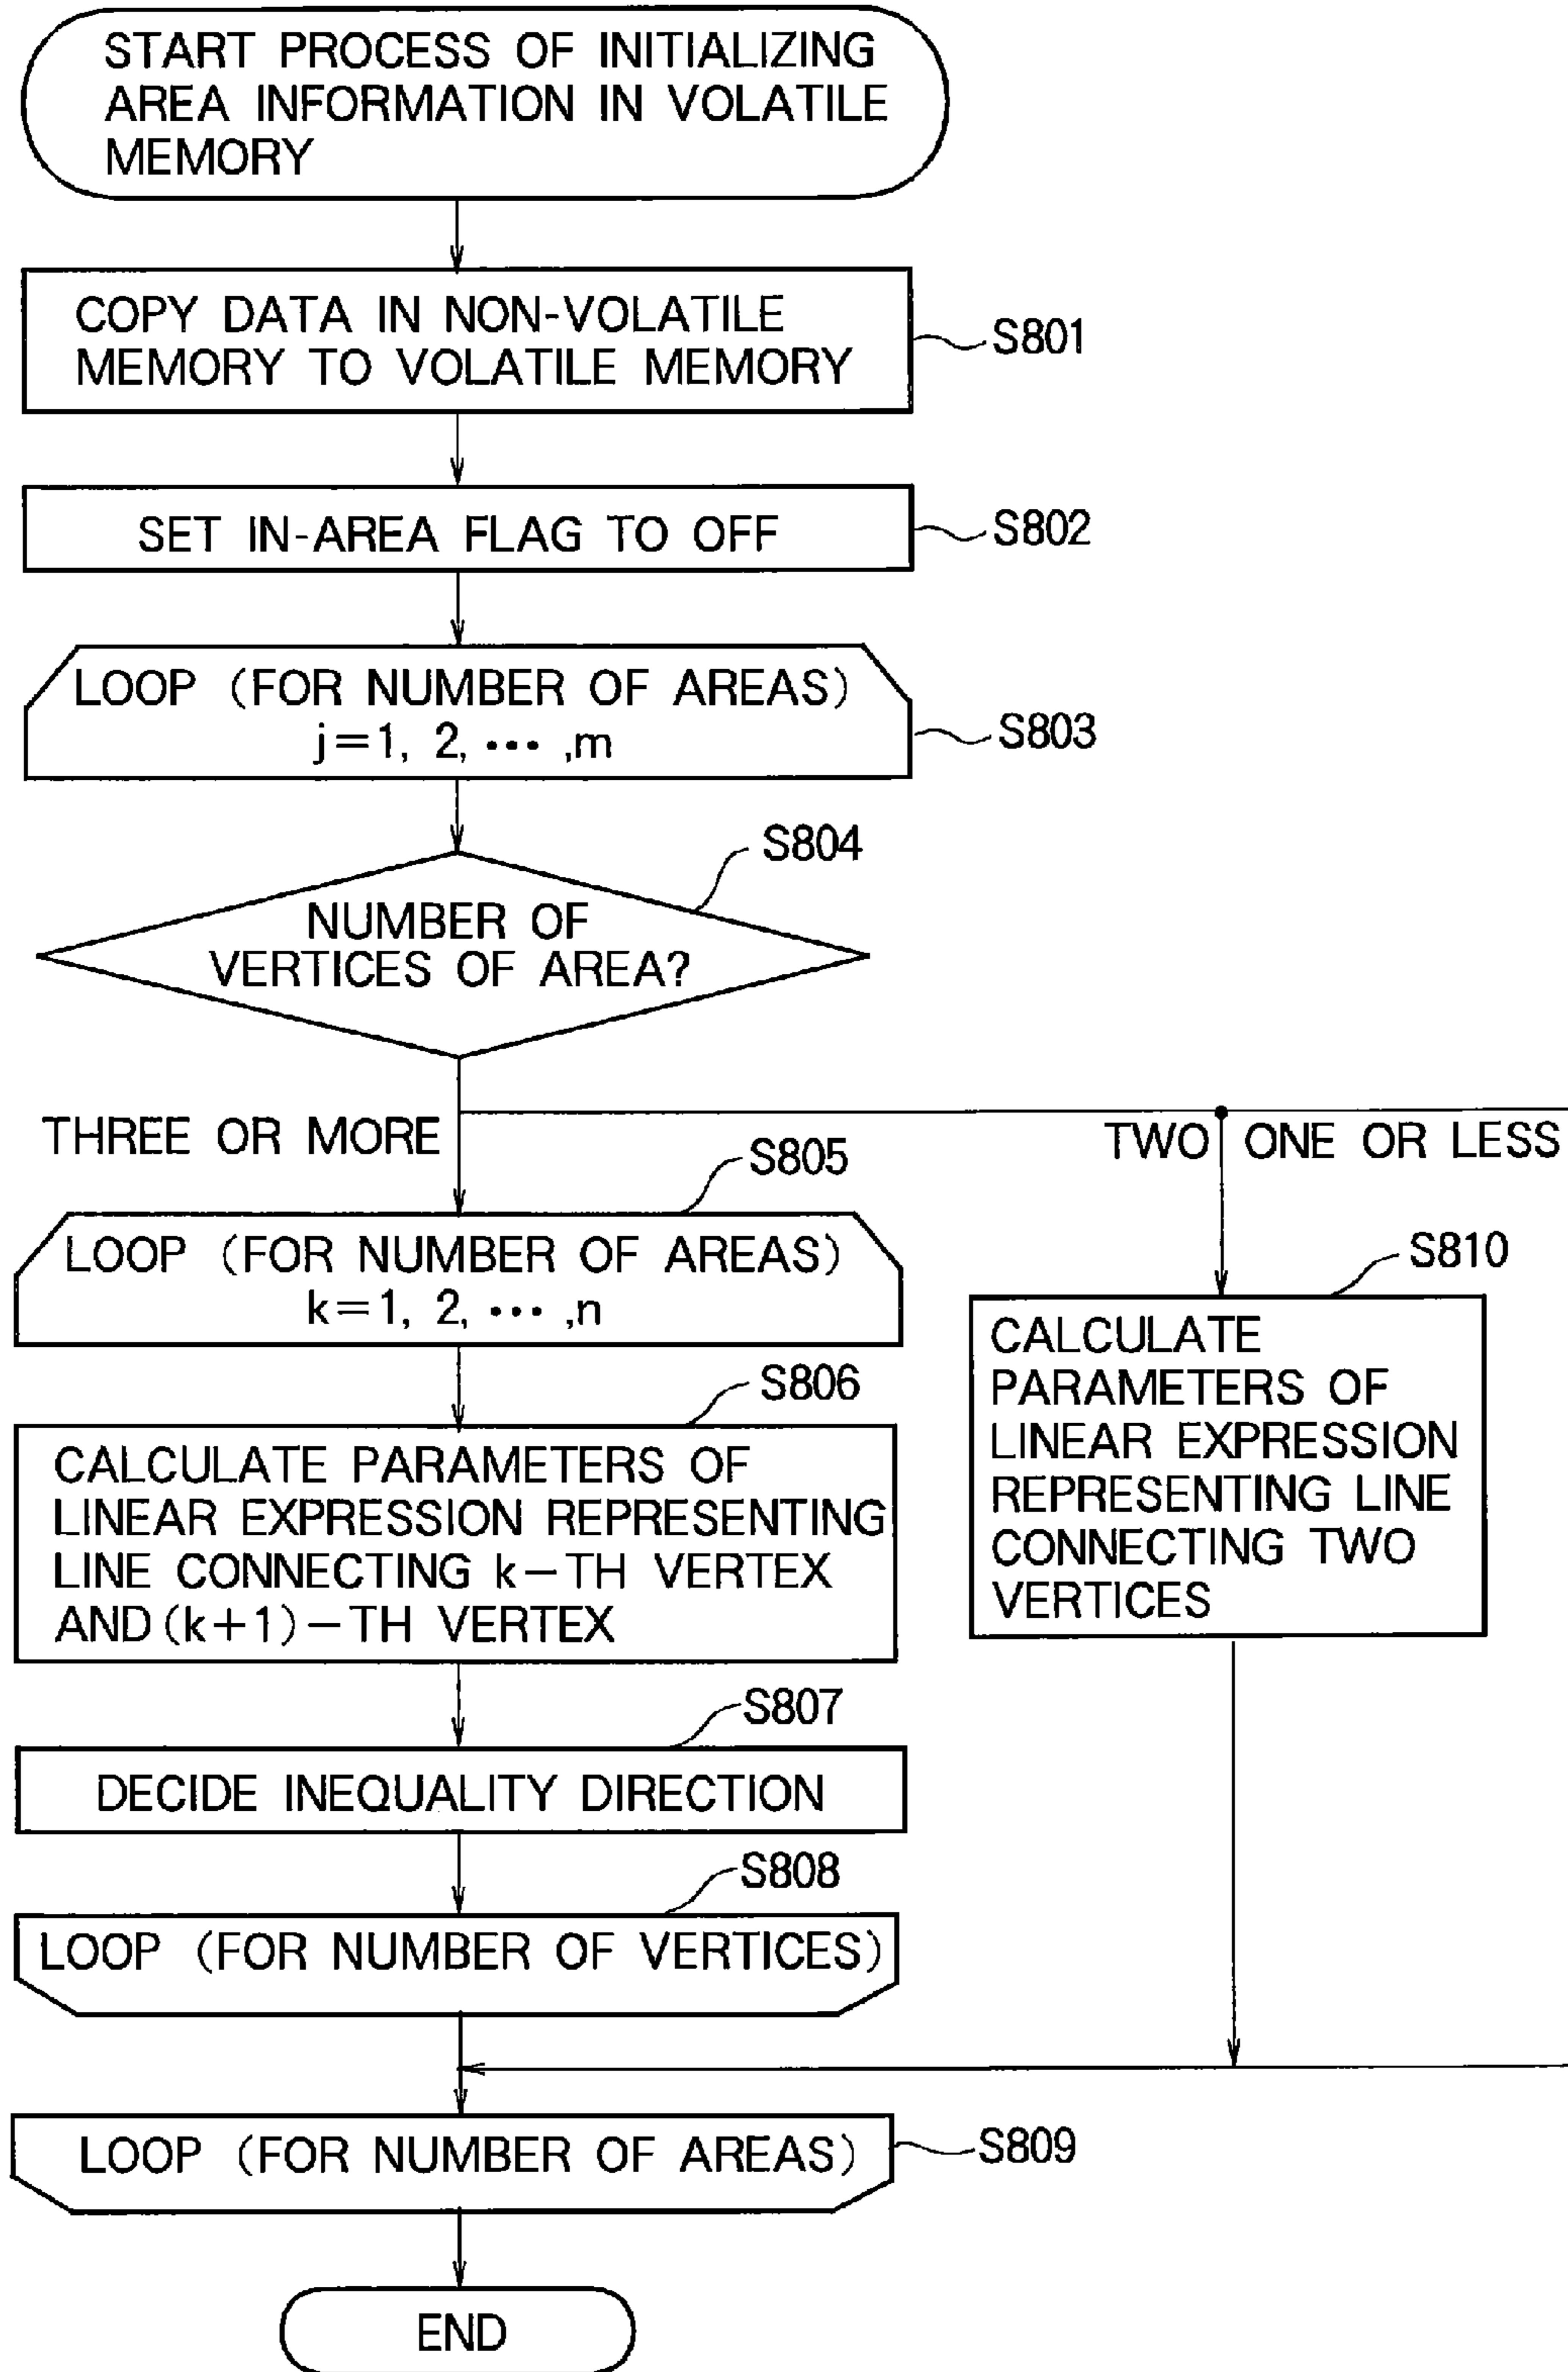 START PROCESS OF INITIALIZING
AREA INFORMATION IN VOLATILE
MEMORY
COPY DATA IN NON-VOLATILE
MEMORY TO VOLATILE MEMORY
S801
SET IN-AREA FLAG TO OFF
S802
LOOP (FOR NUMBER OF AREAS)
j=1, 2, ••• ,m
S803
S804
NUMBER OF
VERTICES OF AREA?
THREE OR MORE
TWO
ONE OR LESS
S805
LOOP (FOR NUMBER OF AREAS)
k=1, 2, ••• ,n
S810
CALCULATE
PARAMETERS OF
LINEAR EXPRESSION
REPRESENTING LINE
CONNECTING TWO
VERTICES
S806
CALCULATE PARAMETERS OF
LINEAR EXPRESSION REPRESENTING
LINE CONNECTING k-TH VERTEX
AND (k+1)-TH VERTEX
S807
DECIDE INEQUALITY DIRECTION
S808
LOOP (FOR NUMBER OF VERTICES)
LOOP (FOR NUMBER OF AREAS)
S809
END